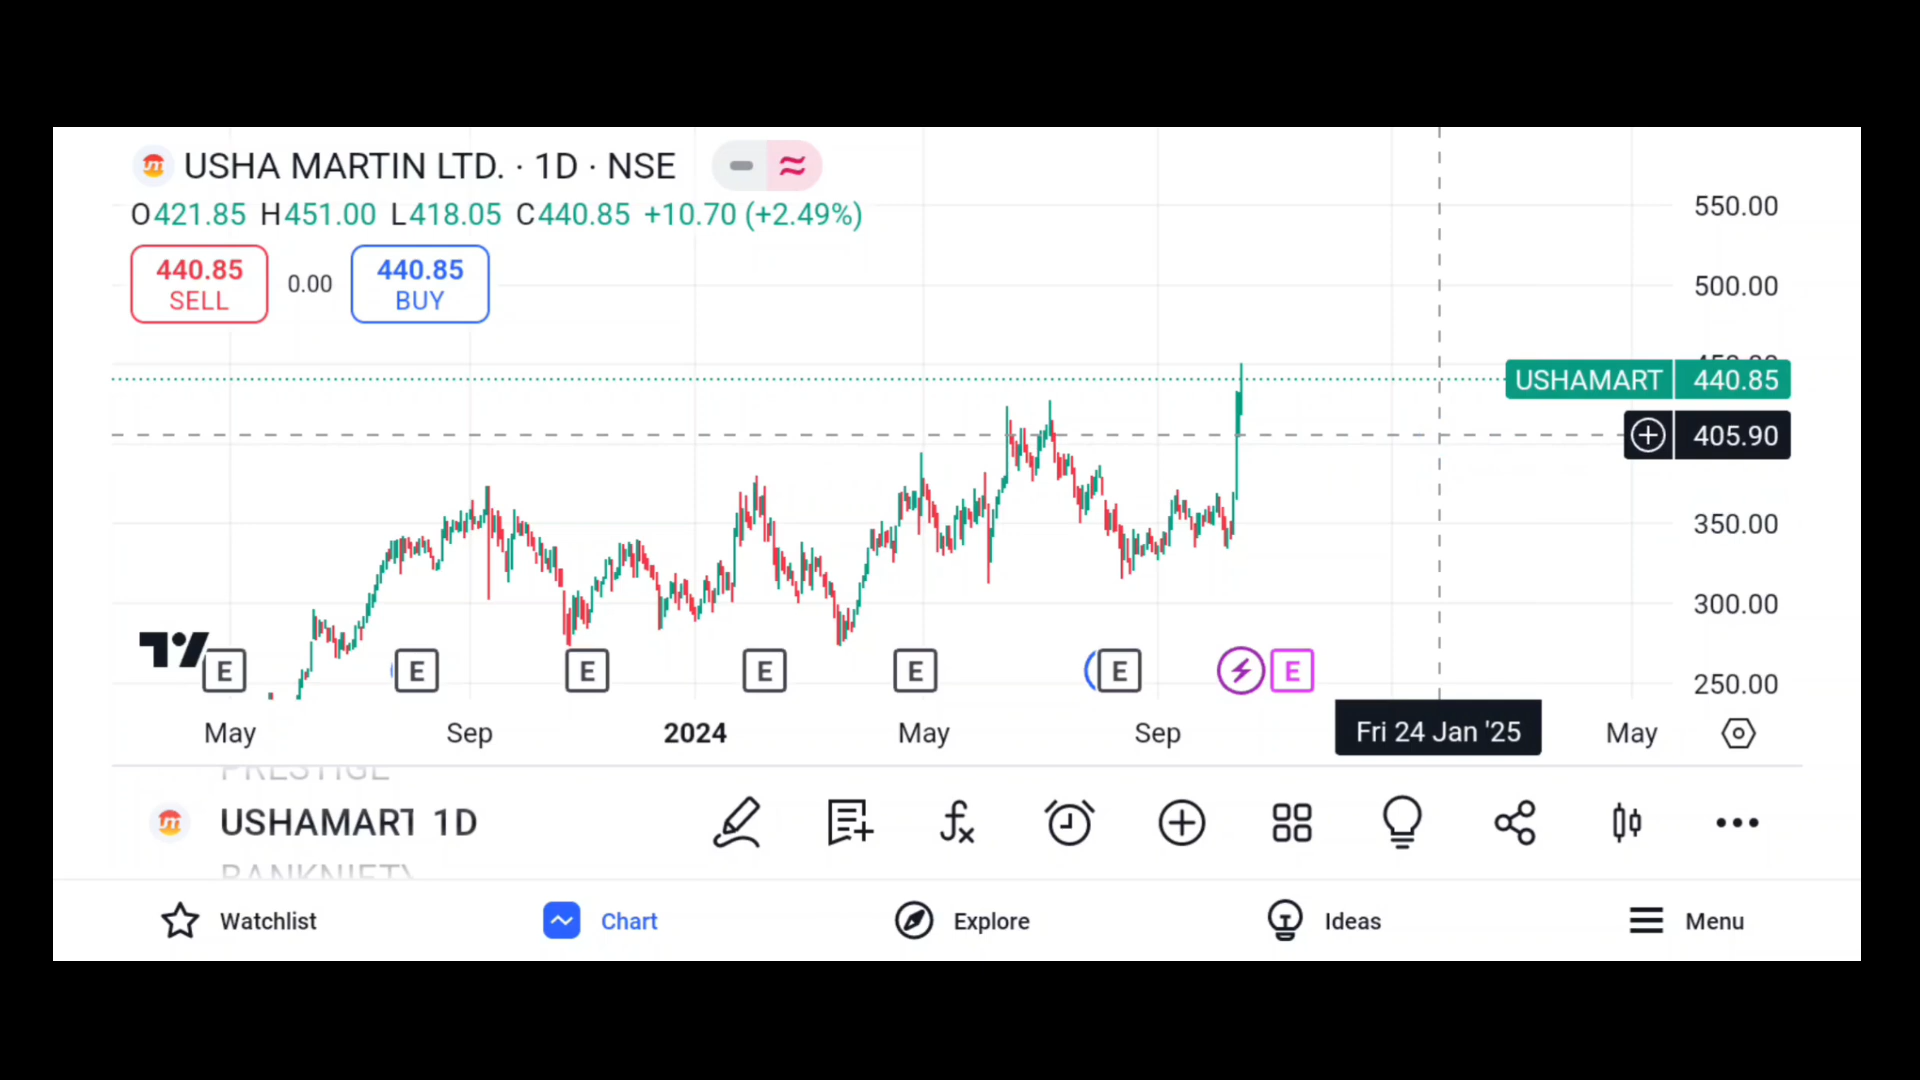 USHA MARTIN LTD. · 1D · NSE
O421.85 H451.00 L418.05 C440.85 +10.70 (+2.49%)
440.85 SELL
0.00
440.85 BUY
550.00
500.00
USHAMART 440.85
405.90
350.00
300.00
250.00
E E E E E E E
May Sep 2024 May Sep Fri 24 Jan '25 May
PRESTIGE
USHAMART 1D
Watchlist Chart Explore Ideas Menu